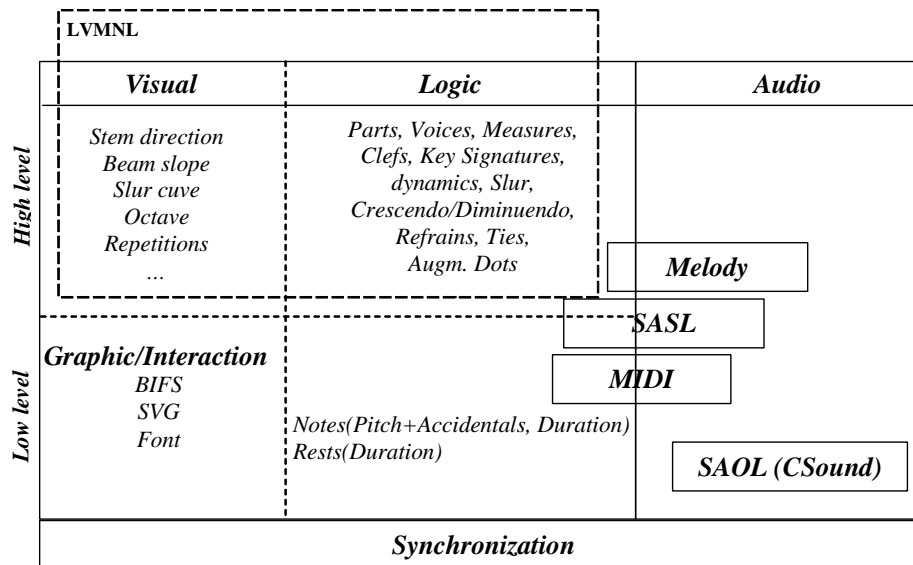 LVMNL
Visual
Logic
Audio
High level
Stem direction
Beam slope
Slur cuve
Octave
Repetitions
...
Parts, Voices, Measures,
Clefs, Key Signatures,
dynamics, Slur,
Crescendo/Diminuendo,
Refrains, Ties,
Augm. Dots
Melody
SASL
MIDI
SAOL (CSound)
Low level
Graphic/Interaction
BIFS
SVG
Font
Notes(Pitch+Accidentals, Duration)
Rests(Duration)
Synchronization